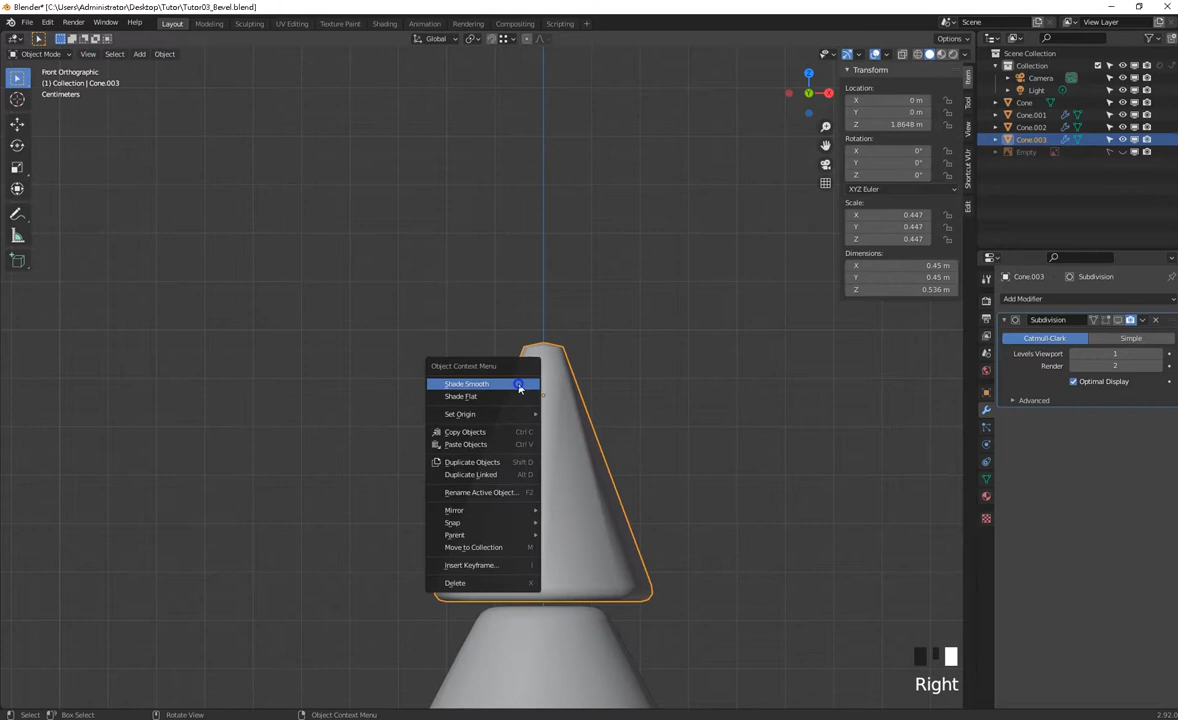 Blender* [C:\Users\Administrator\Desktop\Tutor\Tutor03_Bevel.blend]
File Edit Render Window Help Layout Modeling Sculpting UV Editing Texture Paint Shading Animation Rendering Compositing Scripting + Scene View Layer
Global Options
Object Mode View Select Add Object
Front Orthographic
(1) Collection | Cone.003
Centimeters
Z
Y
X
Transform
Location:
X 0 m
Y 0 m
Z 1.8648 m
Rotation:
X 0°
Y 0°
Z 0°
XYZ Euler
Scale:
X 0.447
Y 0.447
Z 0.447
Dimensions:
X 0.45 m
Y 0.45 m
Z 0.536 m
Item
Tool
View
Shortcut VUr
Edit
Scene Collection
Collection
Camera
Light
Cone
Cone.001
Cone.002
Cone.003
Empty
Cone.003 Subdivision
Add Modifier
Subdivision
Catmull-Clark Simple
Levels Viewport 1
Render 2
Optimal Display
Advanced
Object Context Menu
Shade Smooth
Shade Flat
Set Origin
Copy Objects Ctrl C
Paste Objects Ctrl V
Duplicate Objects Shift D
Duplicate Linked Alt D
Rename Active Object... F2
Mirror
Snap
Parent
Move to Collection M
Insert Keyframe... I
Delete X
Right
Select Box Select Rotate View Object Context Menu 2.92.0